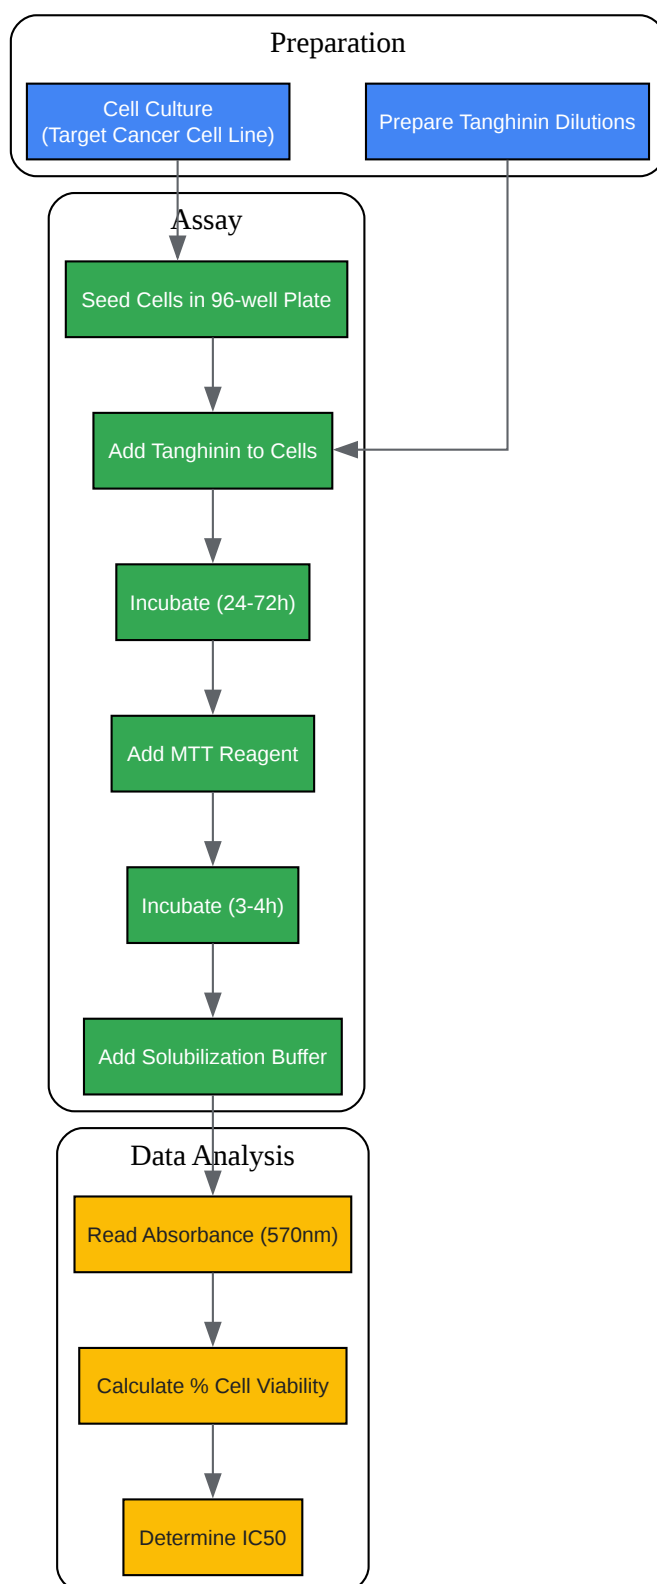 Preparation
Cell Culture
(Target Cancer Cell Line)
Prepare Tanghinin Dilutions
Assay
Seed Cells in 96-well Plate
Add Tanghinin to Cells
Incubate (24-72h)
Add MTT Reagent
Incubate (3-4h)
Add Solubilization Buffer
Data Analysis
Read Absorbance (570nm)
Calculate % Cell Viability
Determine IC50